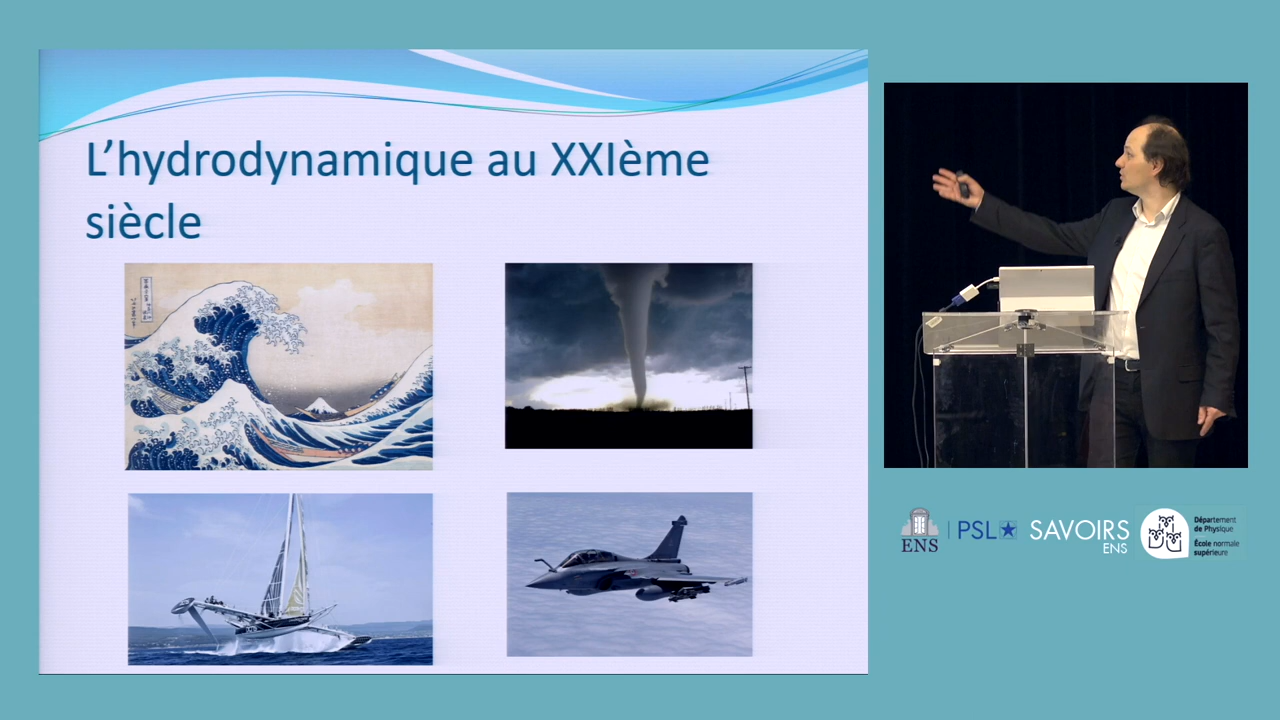 L'hydrodynamique au XXIème
siècle
ENS
PSL
SAVOIRS
ENS
Département
de Physique
École normale
supérieure